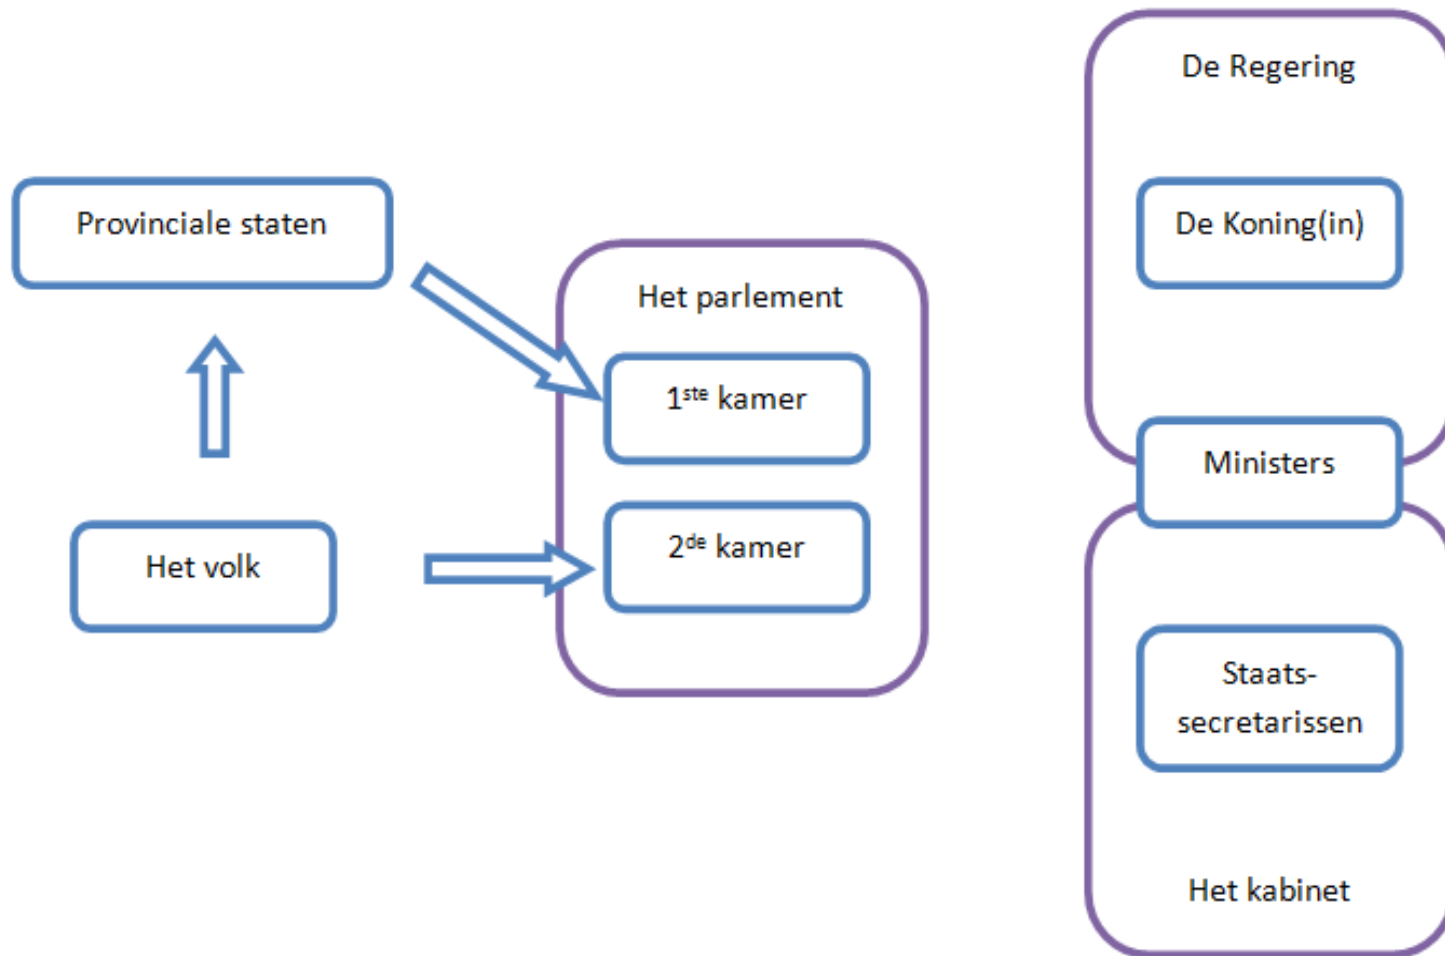 De Regering
Provinciale staten
De Koning(in)
Het parlement
1ste kamer
Ministers
2de kamer
Het volk
Staats-
secretarissen
Het kabinet